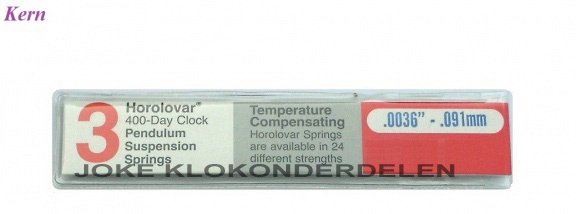 Kern
3
Horolovar®
400-Day Clock
Pendulum
Suspension
Springs
Temperature
Compensating
Horolovar Springs
are available in 24
different strengths
.0036” - .091mm
JOKE KLOKONDERDELEN